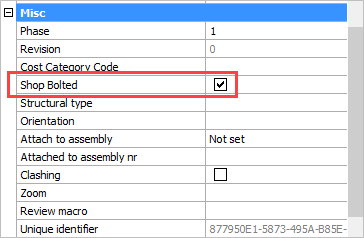 Misc
Phase 1
Revision 0
Cost Category Code
Shop Bolted
Structural type
Orientation
Attach to assembly Not set
Attached to assembly nr
Clashing
Zoom
Review macro
Unique identifier 877950E1-5873-495A-B85E-